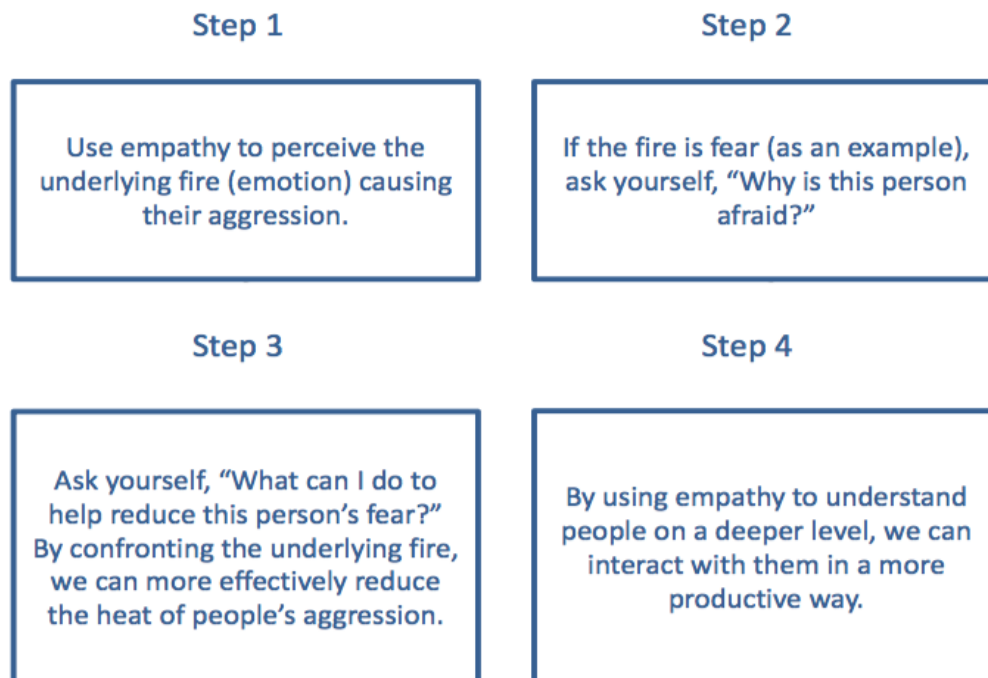 Step 1
Use empathy to perceive the
underlying fire (emotion) causing
their aggression.
Step 2
If the fire is fear (as an example),
ask yourself, “Why is this person
afraid?”
Step 3
Ask yourself, “What can I do to
help reduce this person’s fear?”
By confronting the underlying fire,
we can more effectively reduce
the heat of people’s aggression.
Step 4
By using empathy to understand
people on a deeper level, we can
interact with them in a more
productive way.